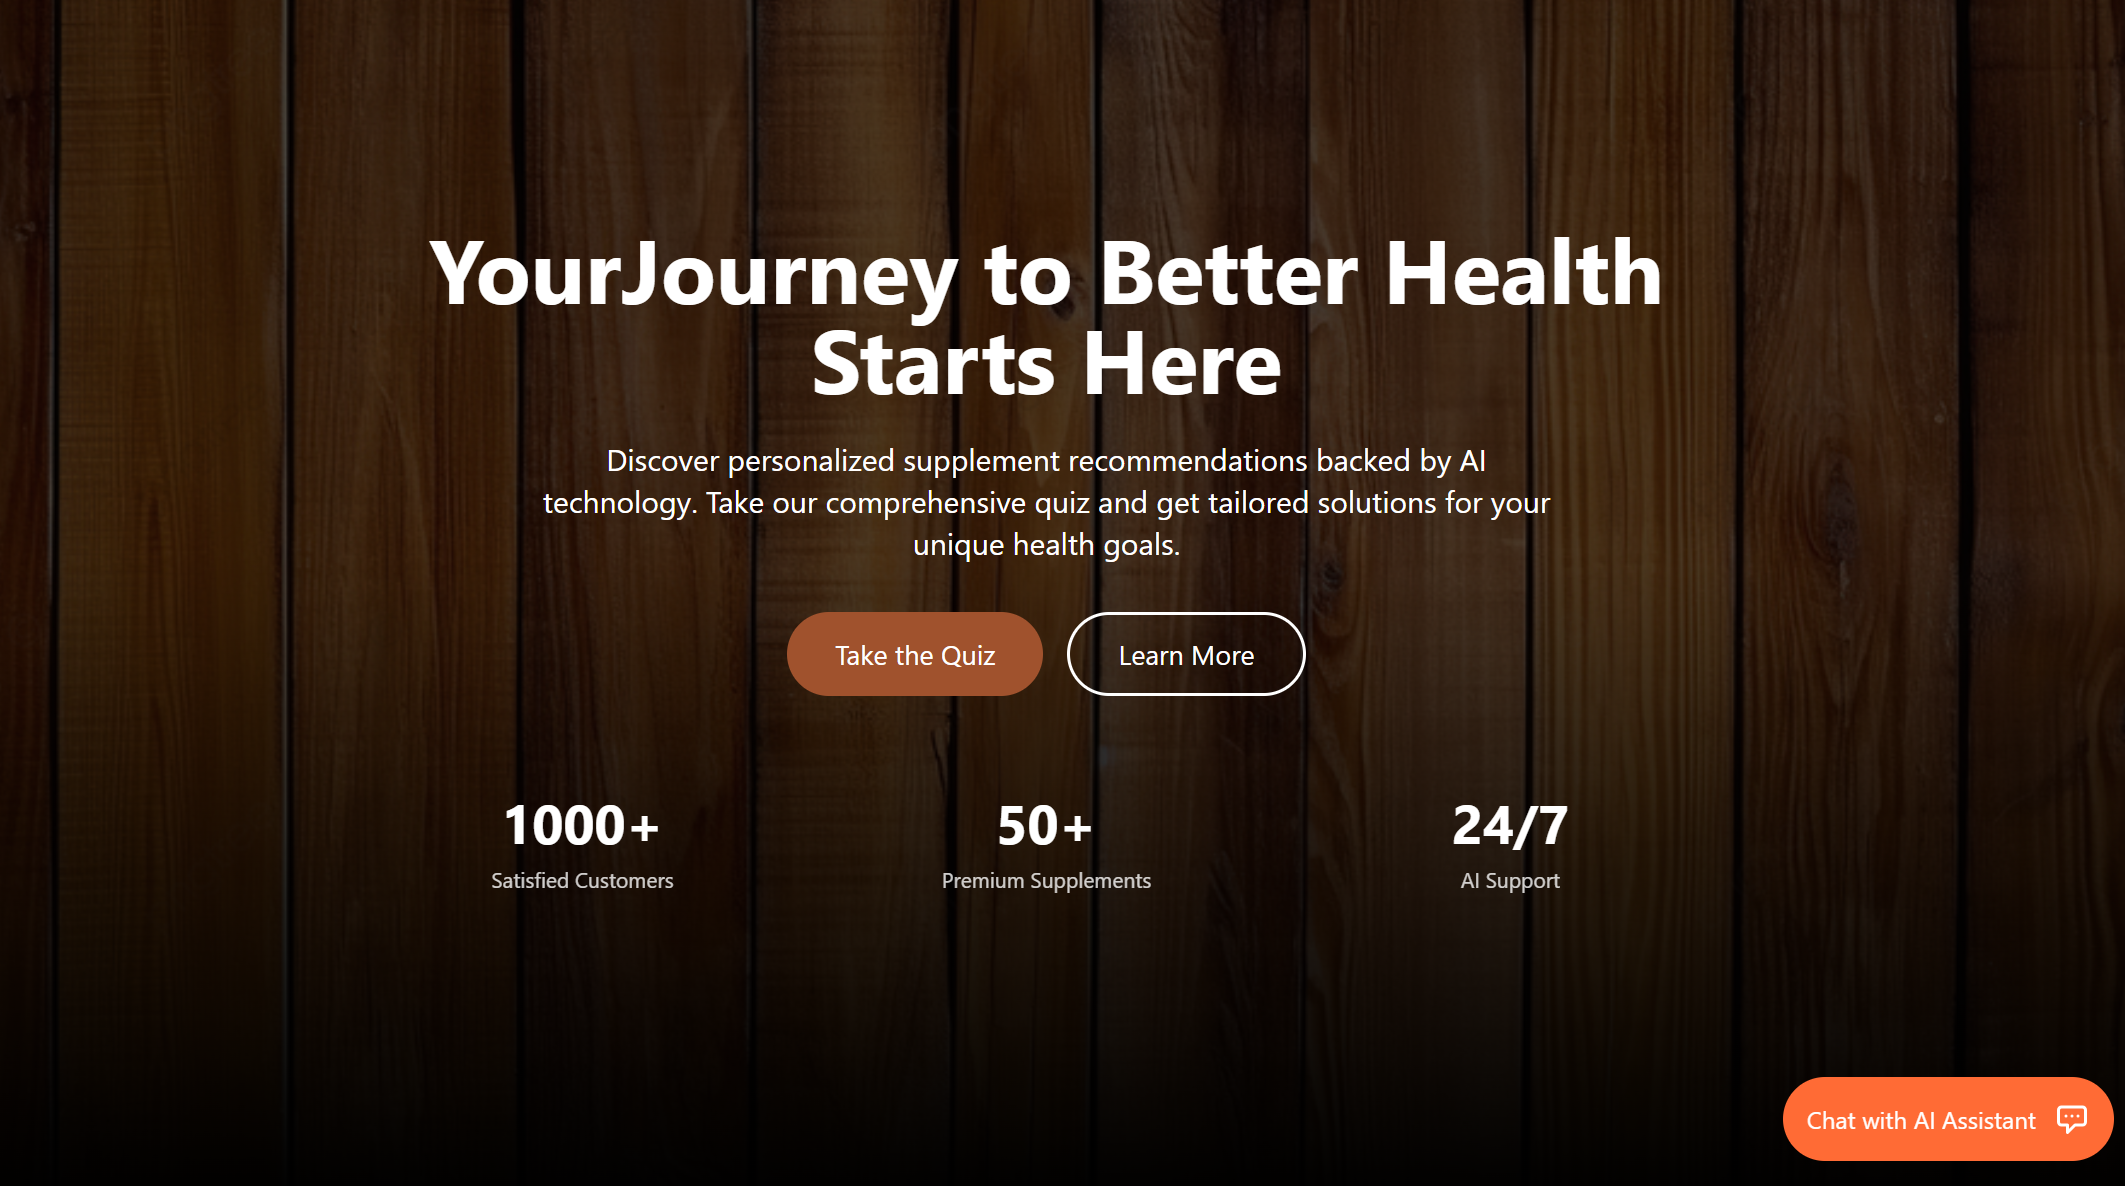 YourJourney to Better Health
Starts Here
Discover personalized supplement recommendations backed by AI
technology. Take our comprehensive quiz and get tailored solutions for your
unique health goals.
Take the Quiz
Learn More
1000+
Satisfied Customers
50+
Premium Supplements
24/7
AI Support
Chat with AI Assistant